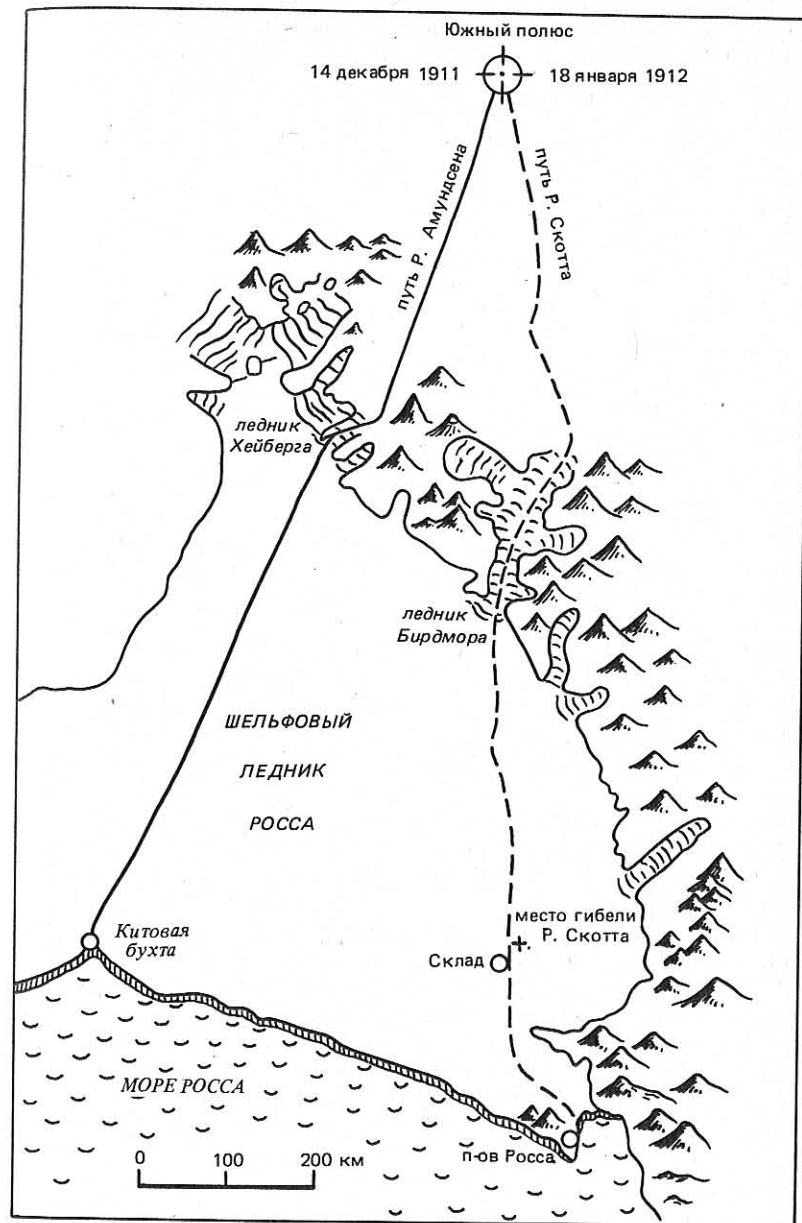 Южный полюс
14 декабря 1911
18 января 1912
путь Р. Амундсена
путь Р. Скотта
ледник
Хейберга
ледник
Бирдмора
ШЕЛЬФОВЫЙ
ЛЕДНИК
РОССА
Китовая
бухта
место гибели
Р. Скотта
Склад
МОРЕ РОССА
п-ов Росса
0 100 200 км